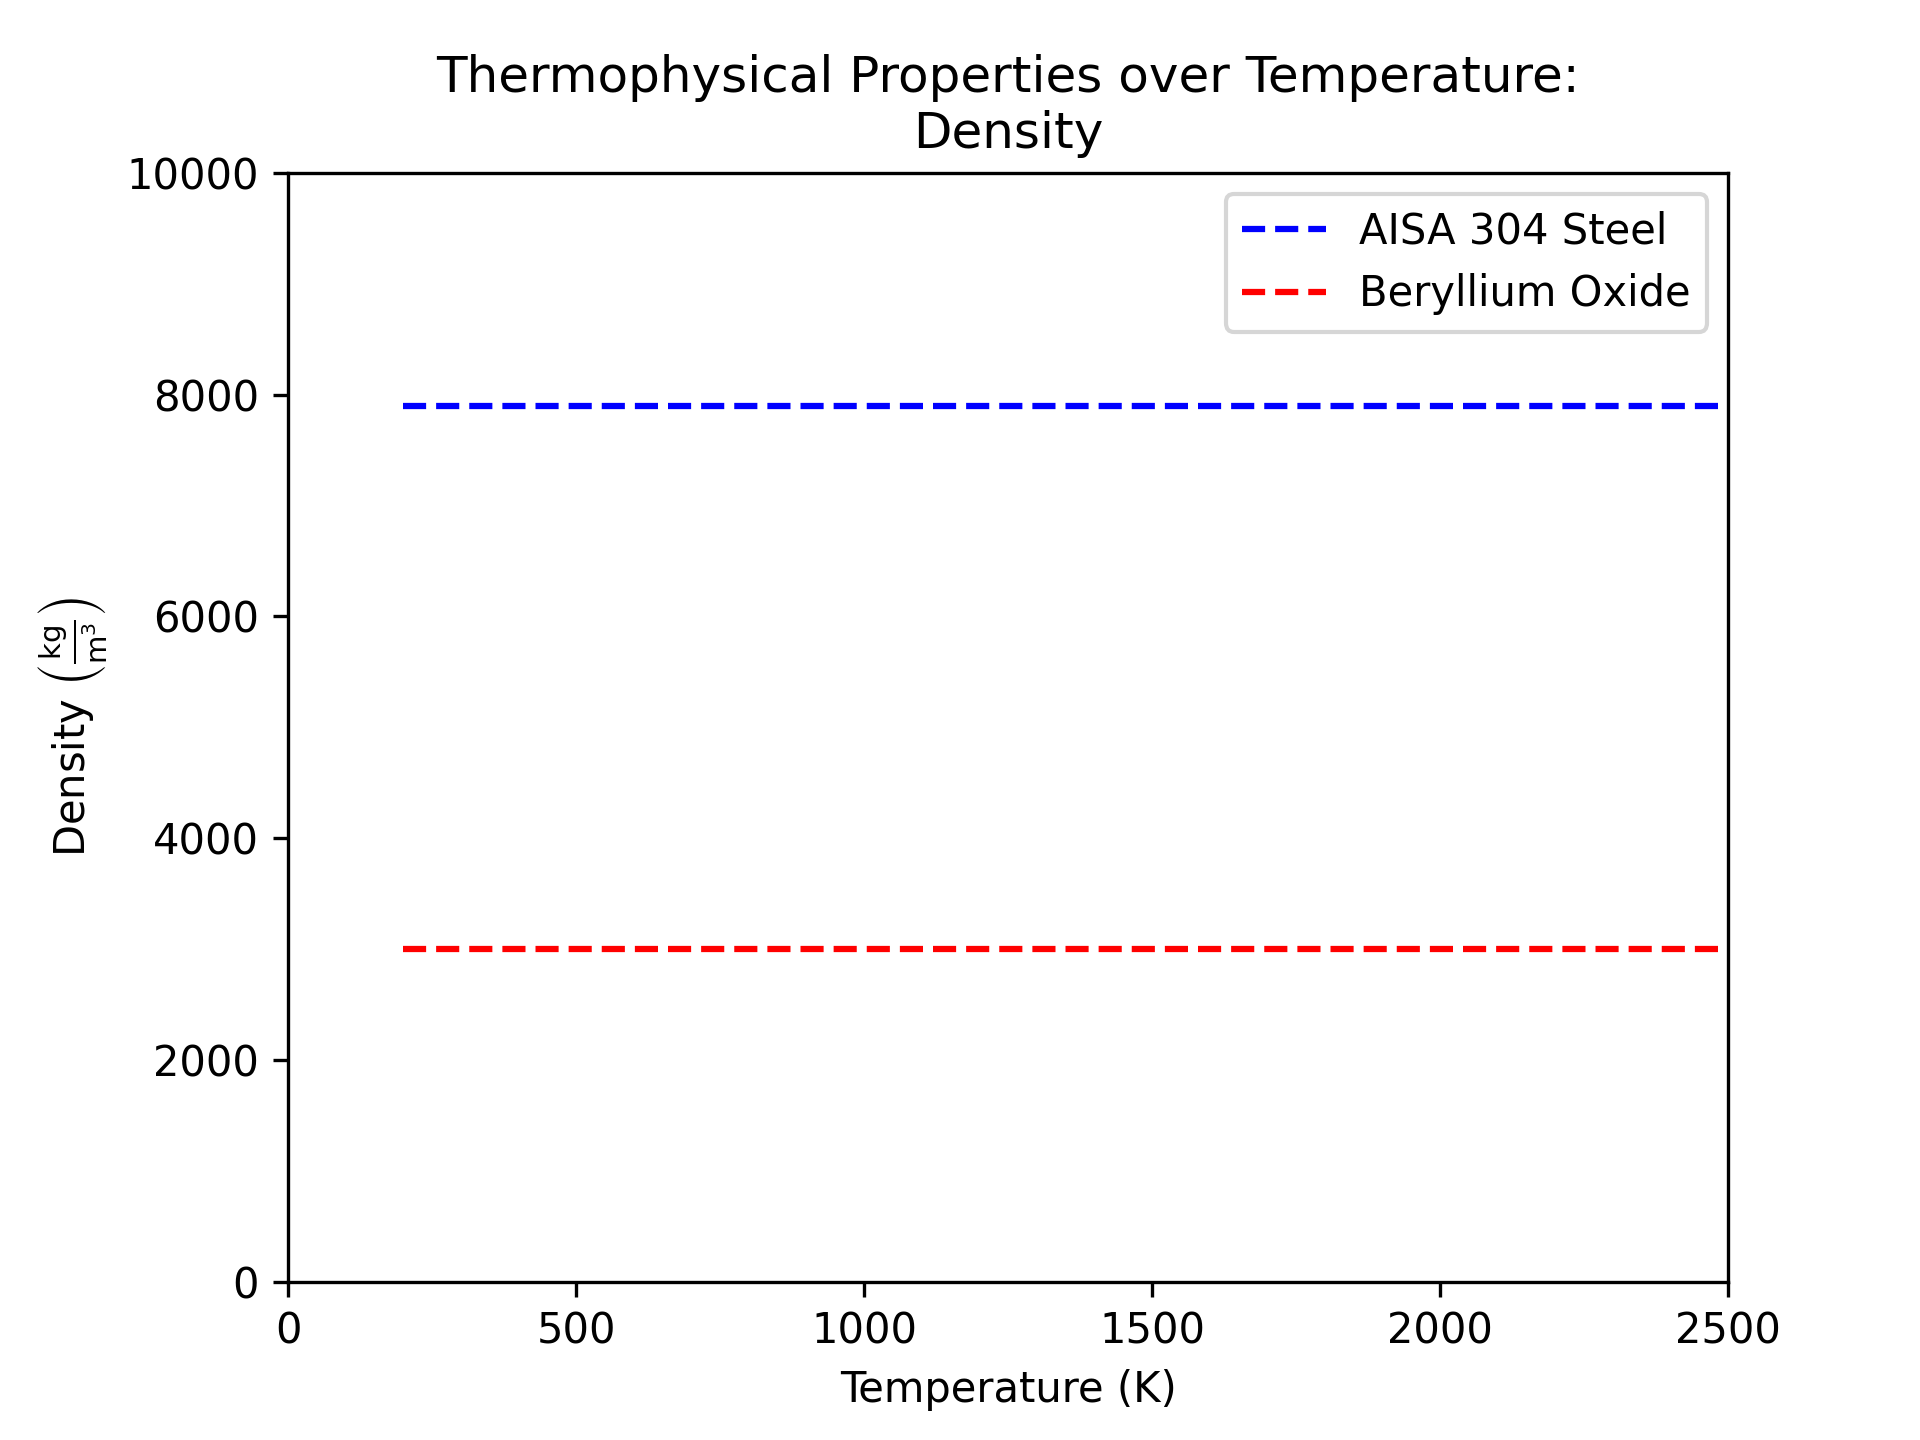 Thermophysical Properties over Temperature:
Density
10000
8000
6000
4000
2000
0
Density (kg/m³)
AISA 304 Steel
Beryllium Oxide
0 500 1000 1500 2000 2500
Temperature (K)